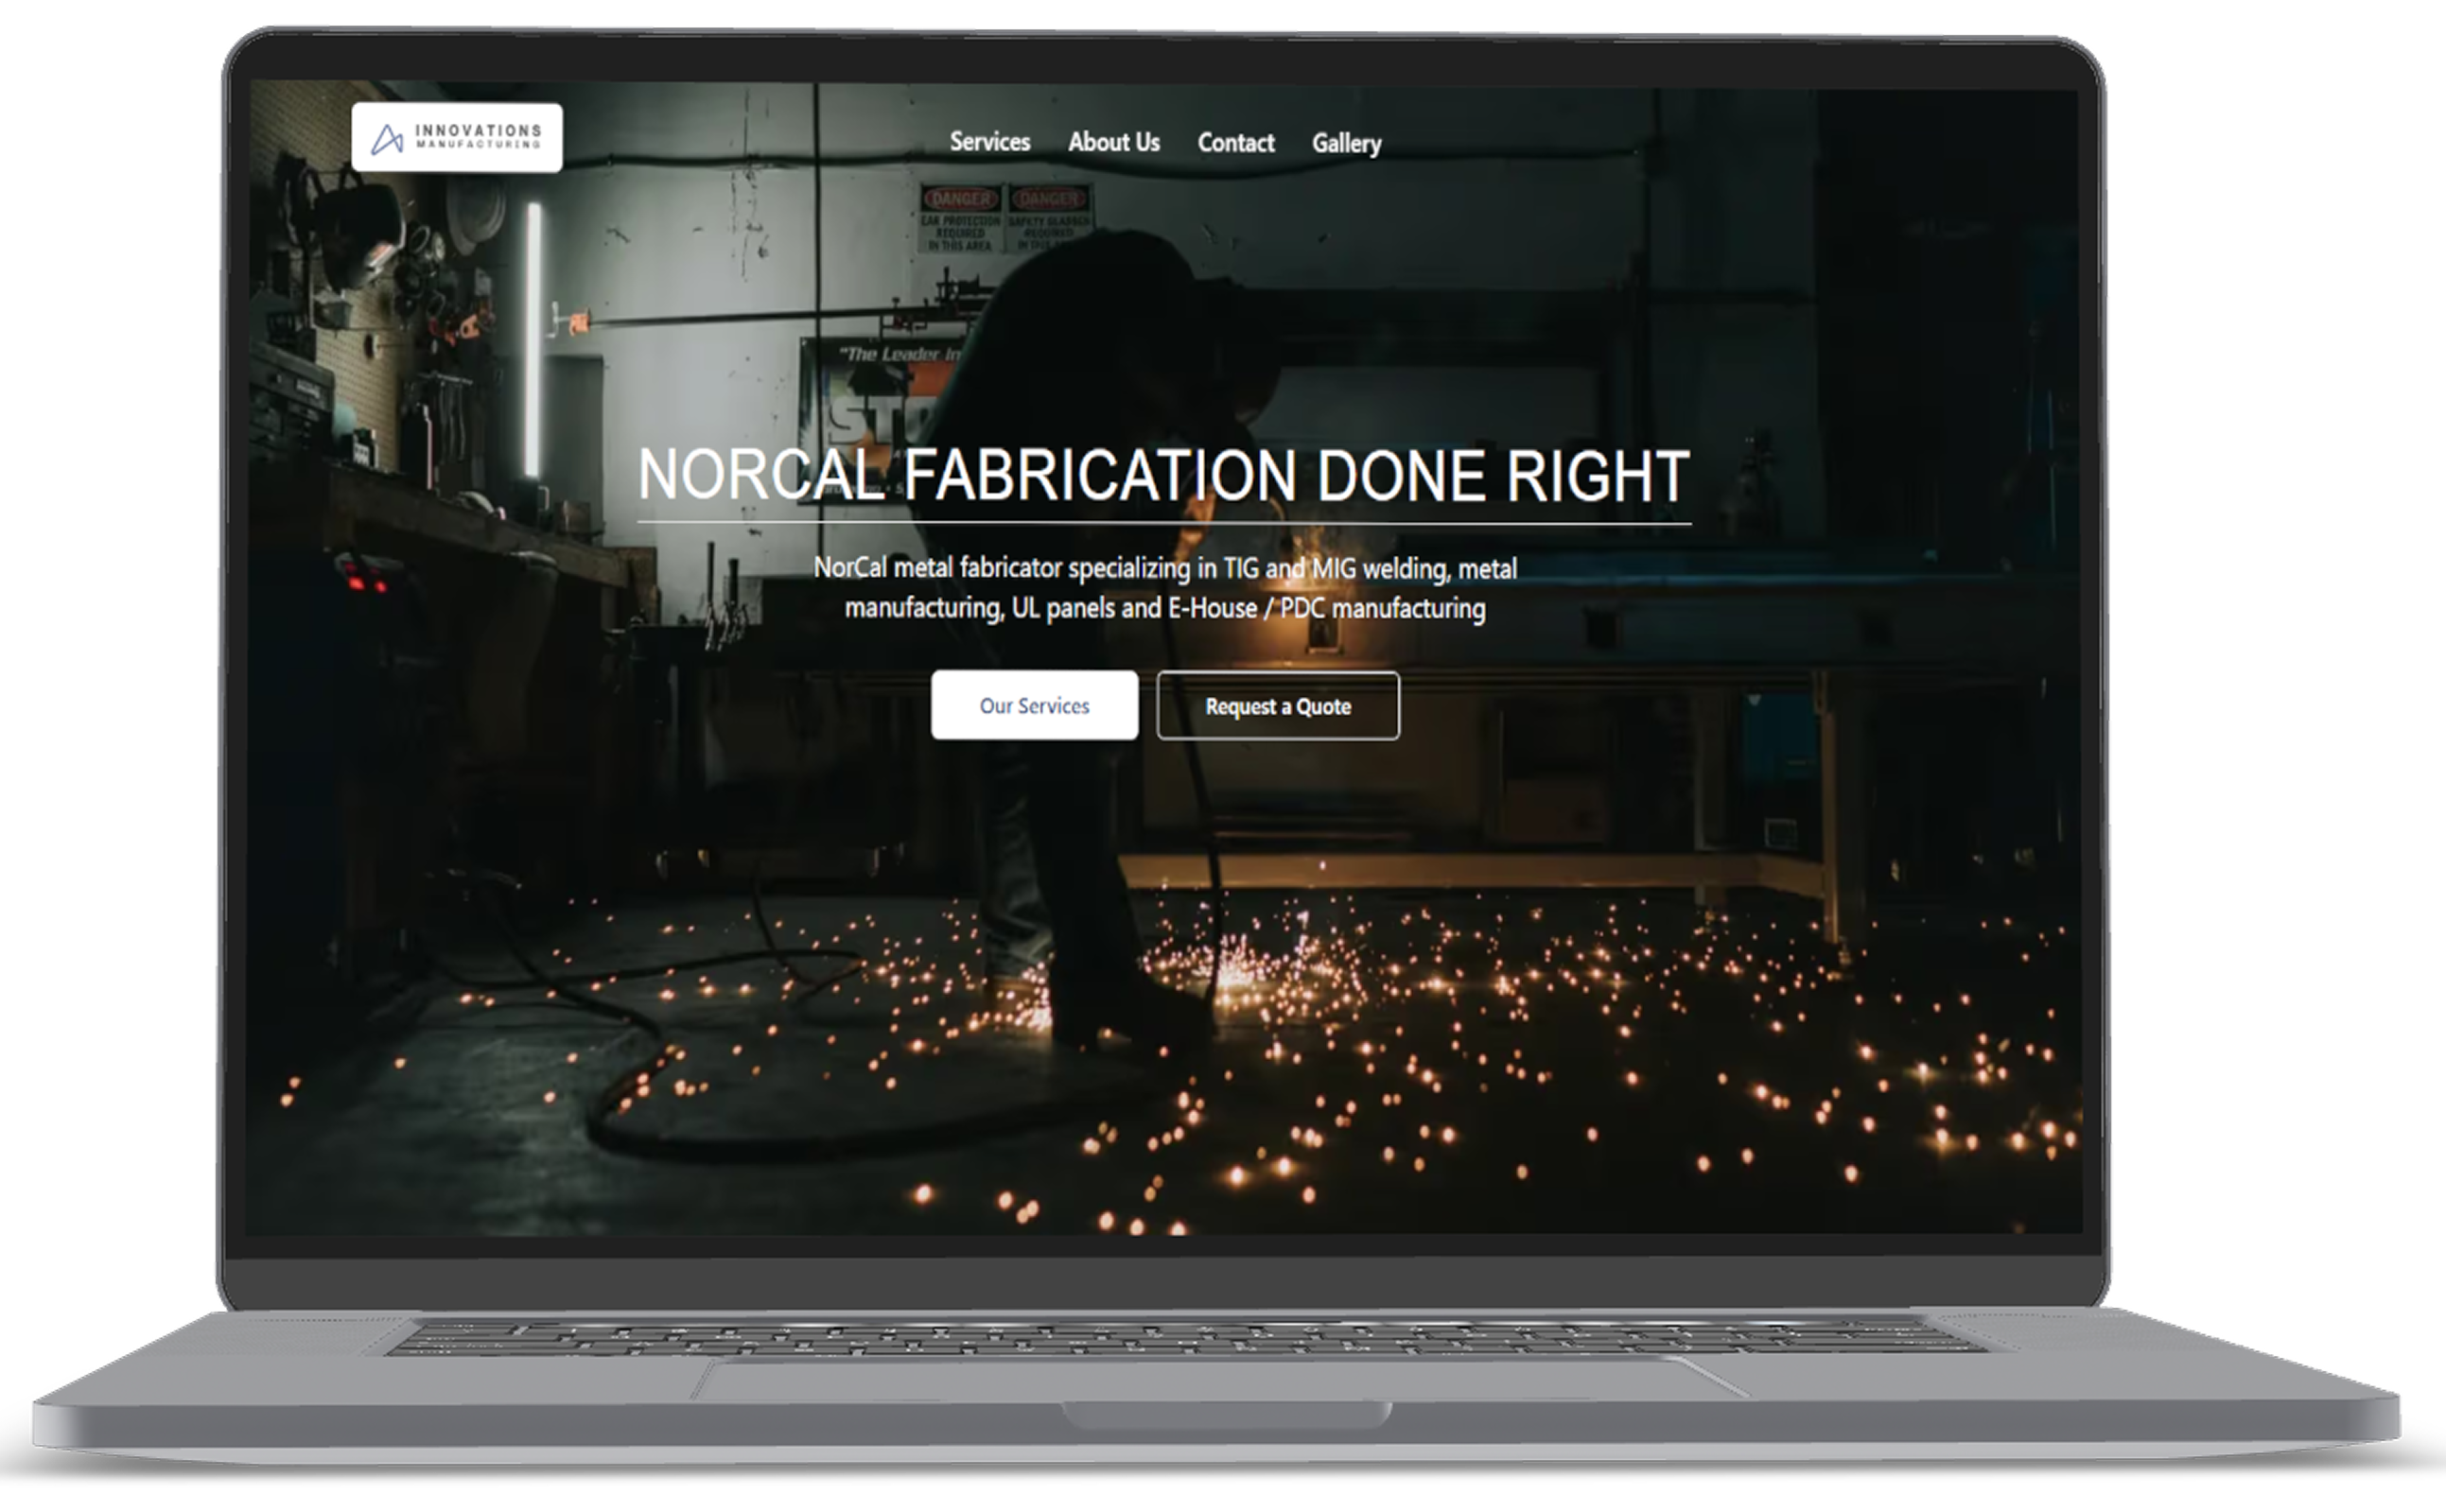 INNOVATIONS
MANUFACTURING
Services About Us Contact Gallery
DANGER DANGER
EAR PROTECTION SAFETY GLASSES
REQUIRED REQUIRED
IN THIS AREA IN THIS
"The Leader In
NORCAL FABRICATION DONE RIGHT
NorCal metal fabricator specializing in TIG and MIG welding, metal
manufacturing, UL panels and E-House / PDC manufacturing
Our Services Request a Quote